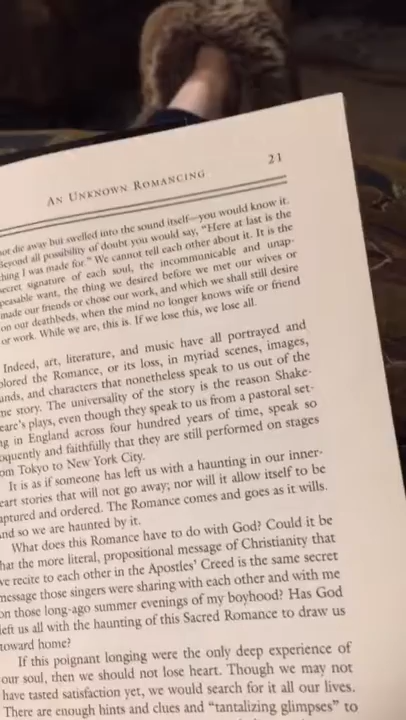 AN UNKNOWN ROMANCING 21
not die away but swelled into the sound itself—you would know it.
Beyond all possibility of doubt you would say, “Here at last is the
thing I was made for.” We cannot tell each other about it. It is the
secret signature of each soul, the incommunicable and unap-
peasable want, the thing we desired before we met our wives or
made our friends or chose our work, and which we shall still desire
on our deathbeds, when the mind no longer knows wife or friend
or work. While we are, this is. If we lose this, we lose all.
Indeed, art, literature, and music have all portrayed and
plored the Romance, or its loss, in myriad scenes, images,
unds, and characters that nonetheless speak to us out of the
me story. The universality of the story is the reason Shake-
eare’s plays, even though they speak to us from a pastoral set-
ng in England across four hundred years of time, speak so
oquently and faithfully that they are still performed on stages
om Tokyo to New York City.
It is as if someone has left us with a haunting in our inner-
eart stories that will not go away; nor will it allow itself to be
aptured and ordered. The Romance comes and goes as it wills.
nd so we are haunted by it.
What does this Romance have to do with God? Could it be
hat the more literal, propositional message of Christianity that
ve recite to each other in the Apostles’ Creed is the same secret
message those singers were sharing with each other and with me
on those long-ago summer evenings of my boyhood? Has God
left us all with the haunting of this Sacred Romance to draw us
toward home?
If this poignant longing were the only deep experience of
our soul, then we should not lose heart. Though we may not
have tasted satisfaction yet, we would search for it all our lives.
There are enough hints and clues and “tantalizing glimpses” to